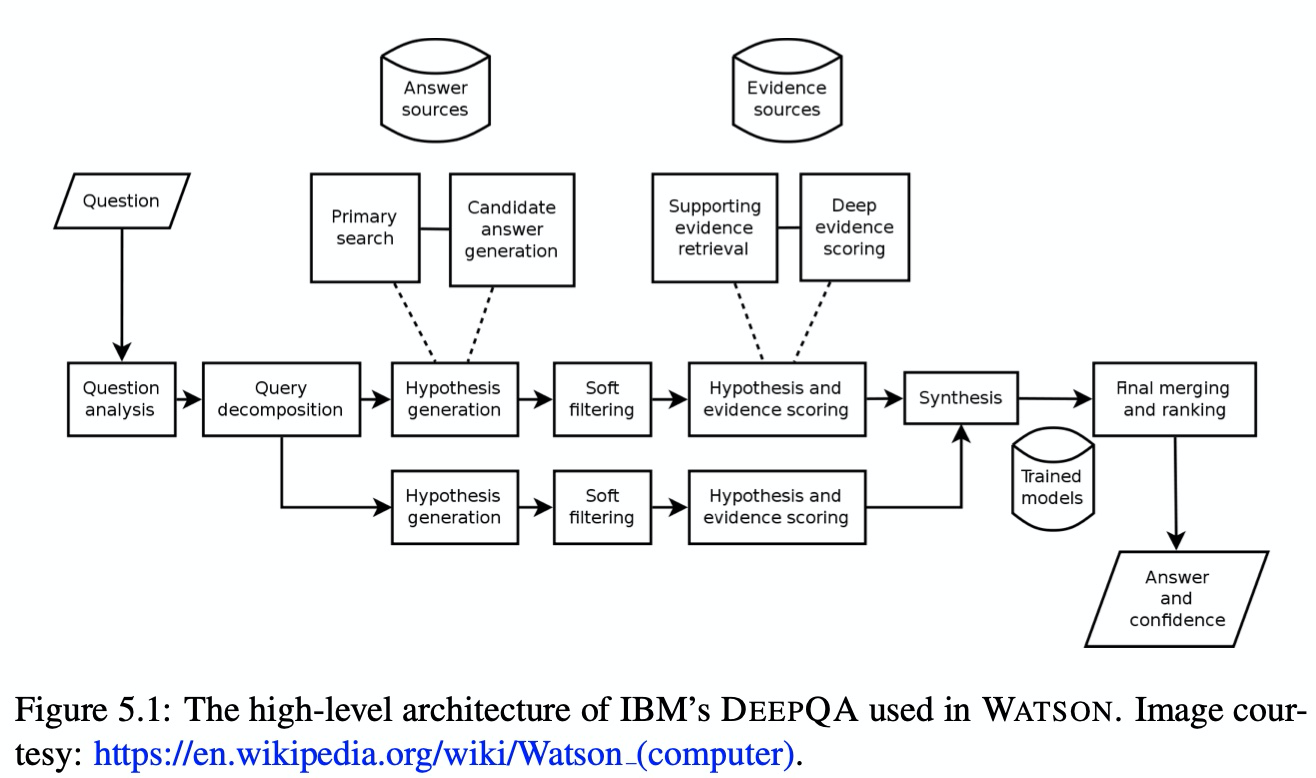 Answer
sources
Evidence
sources
Question
Primary
search
Candidate
answer
generation
Supporting
evidence
retrieval
Deep
evidence
scoring
Question
analysis
Query
decomposition
Hypothesis
generation
Soft
filtering
Hypothesis and
evidence scoring
Synthesis
Final merging
and ranking
Hypothesis
generation
Soft
filtering
Hypothesis and
evidence scoring
Trained
models
Answer
and
confidence
Figure 5.1: The high-level architecture of IBM's DEEPQA used in WATSON. Image cour-
tesy: https://en.wikipedia.org/wiki/Watson_(computer).